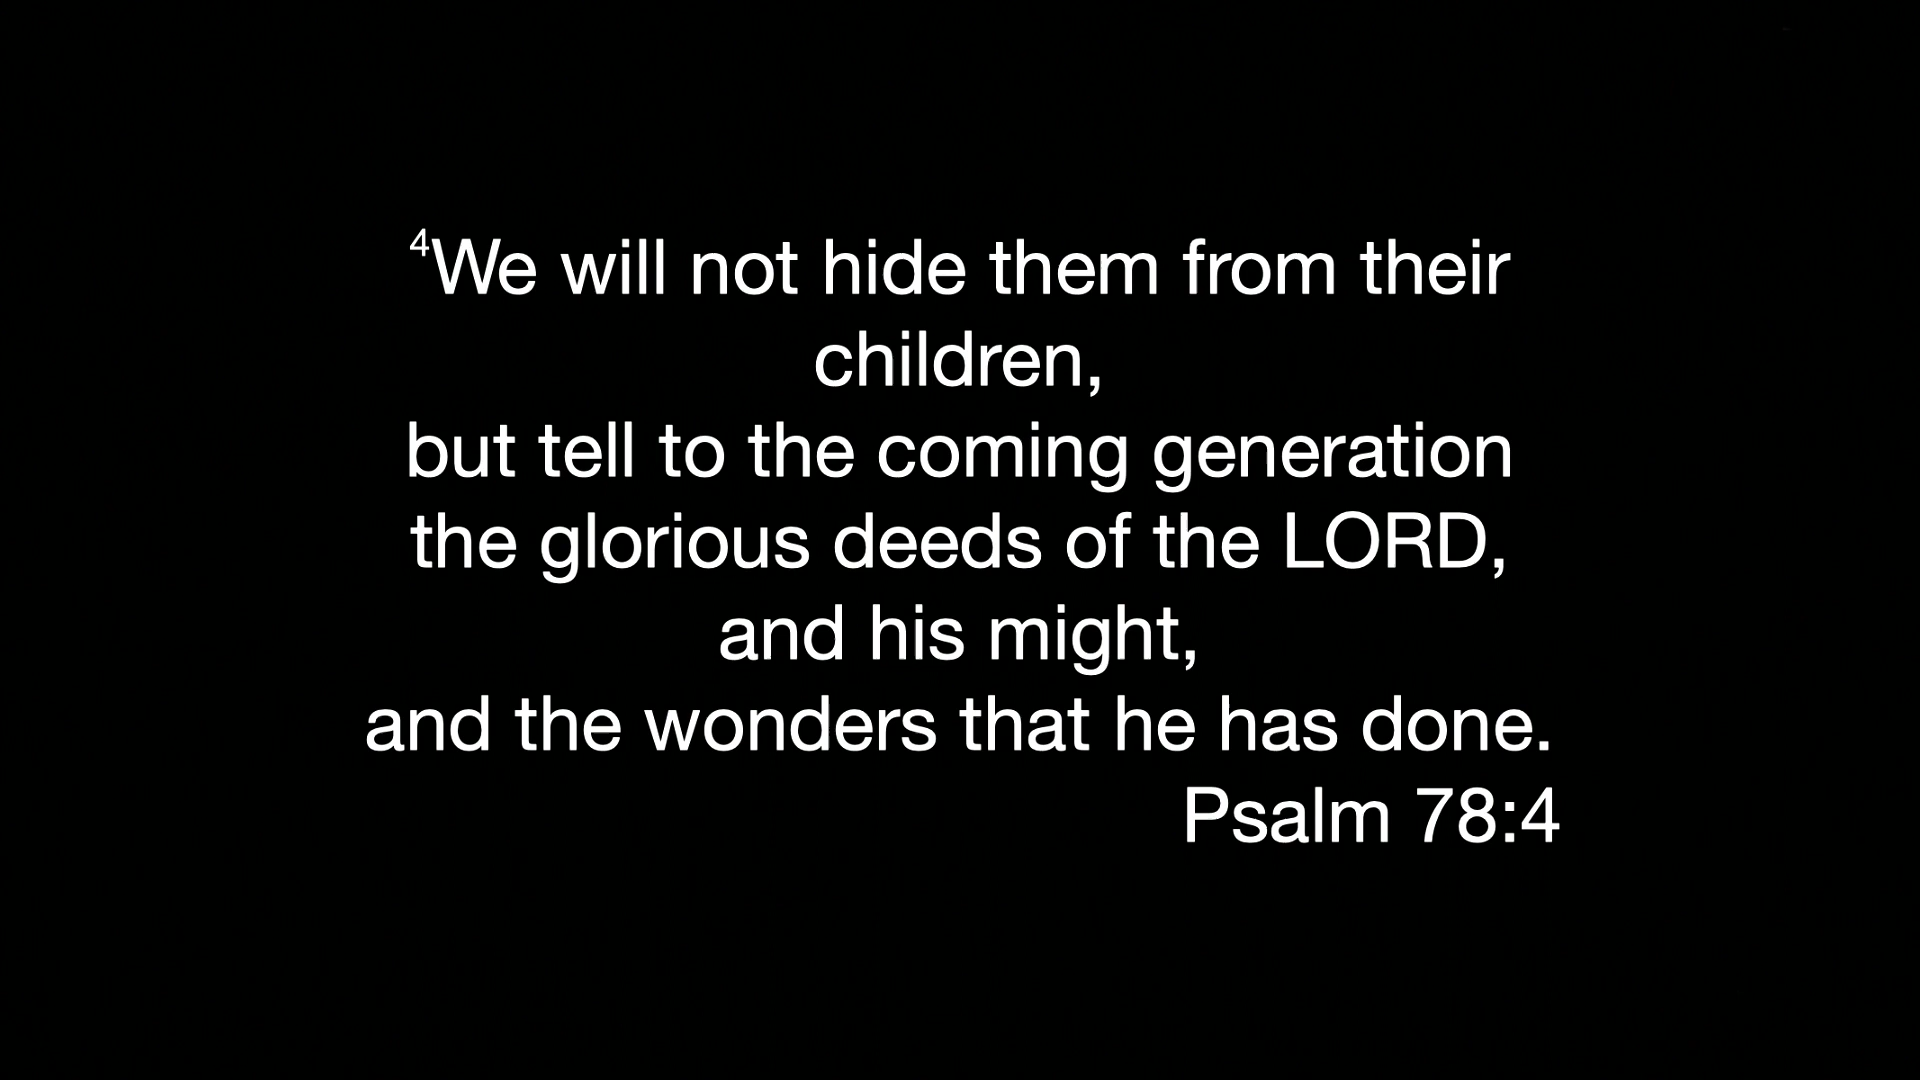 ⁴We will not hide them from their
children,
but tell to the coming generation
the glorious deeds of the LORD,
and his might,
and the wonders that he has done.
Psalm 78:4